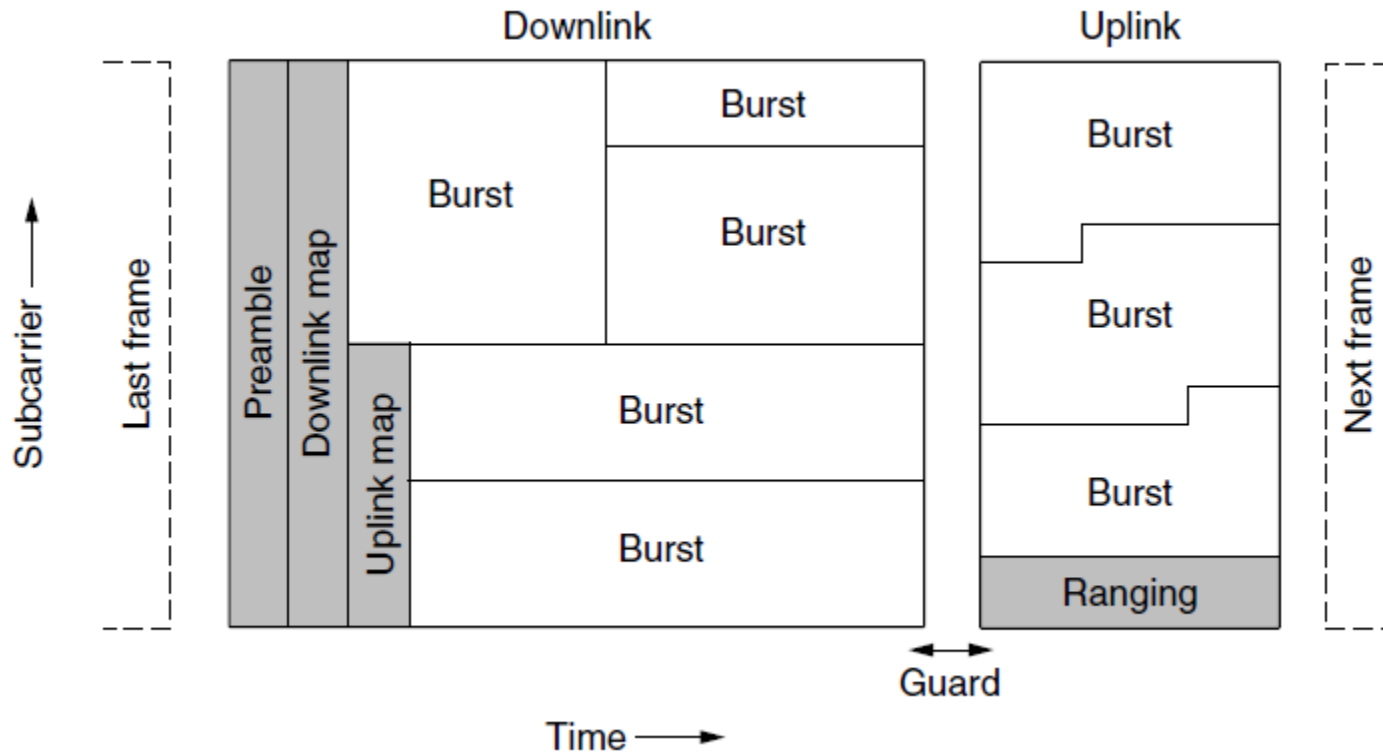 Downlink
Uplink
Subcarrier
Last frame
Preamble
Downlink map
Uplink map
Burst
Burst
Burst
Burst
Burst
Burst
Burst
Burst
Ranging
Next frame
Guard
Time